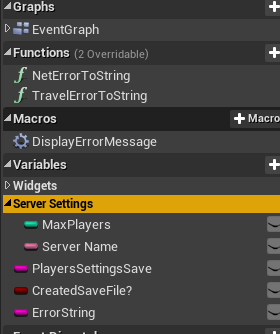 Graphs
EventGraph
Functions (2 Overridable)
NetErrorToString
TravelErrorToString
Macros Macro
DisplayErrorMessage
Variables
Widgets
Server Settings
MaxPlayers
Server Name
PlayersSettingsSave
CreatedSaveFile?
ErrorString